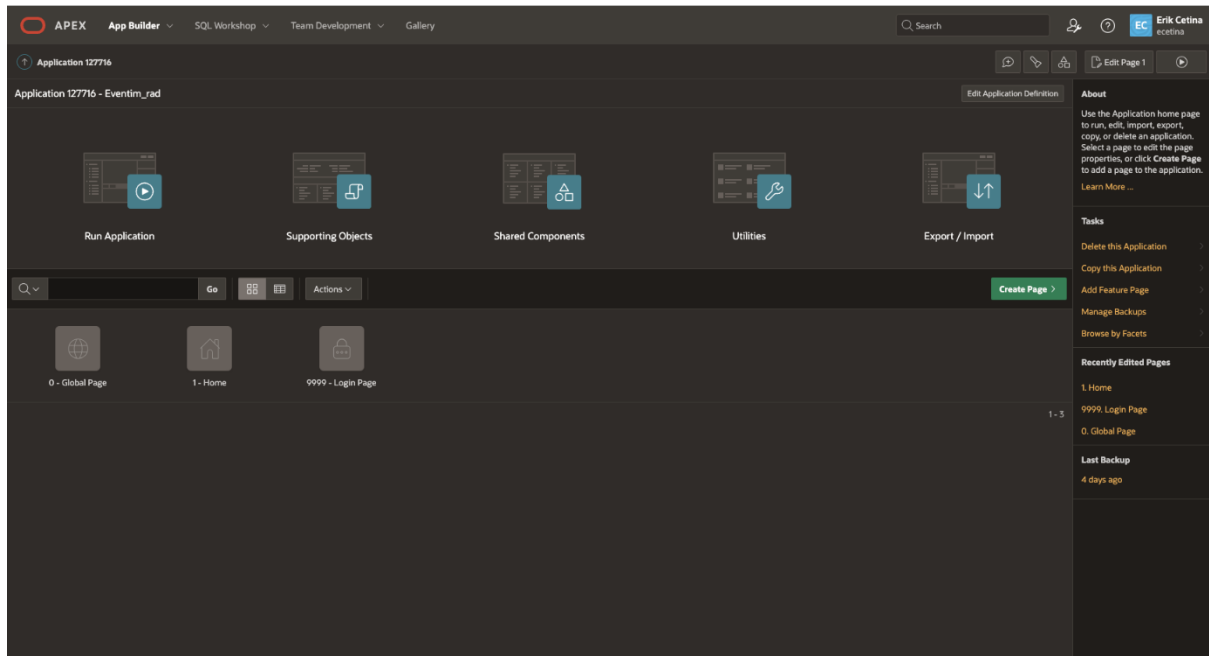 APEX App Builder SQL Workshop Team Development Gallery Search EC Erik Cetina
ecetina
Application 127716 Edit Page 1
Application 127716 - Eventim_rad Edit Application Definition
Run Application Supporting Objects Shared Components Utilities Export / Import
Go Actions Create Page
0 - Global Page 1 - Home 9999 - Login Page
1 - 3
About
Use the Application home page
to run, edit, import, export,
copy, or delete an application.
Select a page to edit the page
properties, or click Create Page
to add a page to the application.
Learn More ...
Tasks
Delete this Application
Copy this Application
Add Feature Page
Manage Backups
Browse by Facets
Recently Edited Pages
1. Home
9999. Login Page
0. Global Page
Last Backup
4 days ago